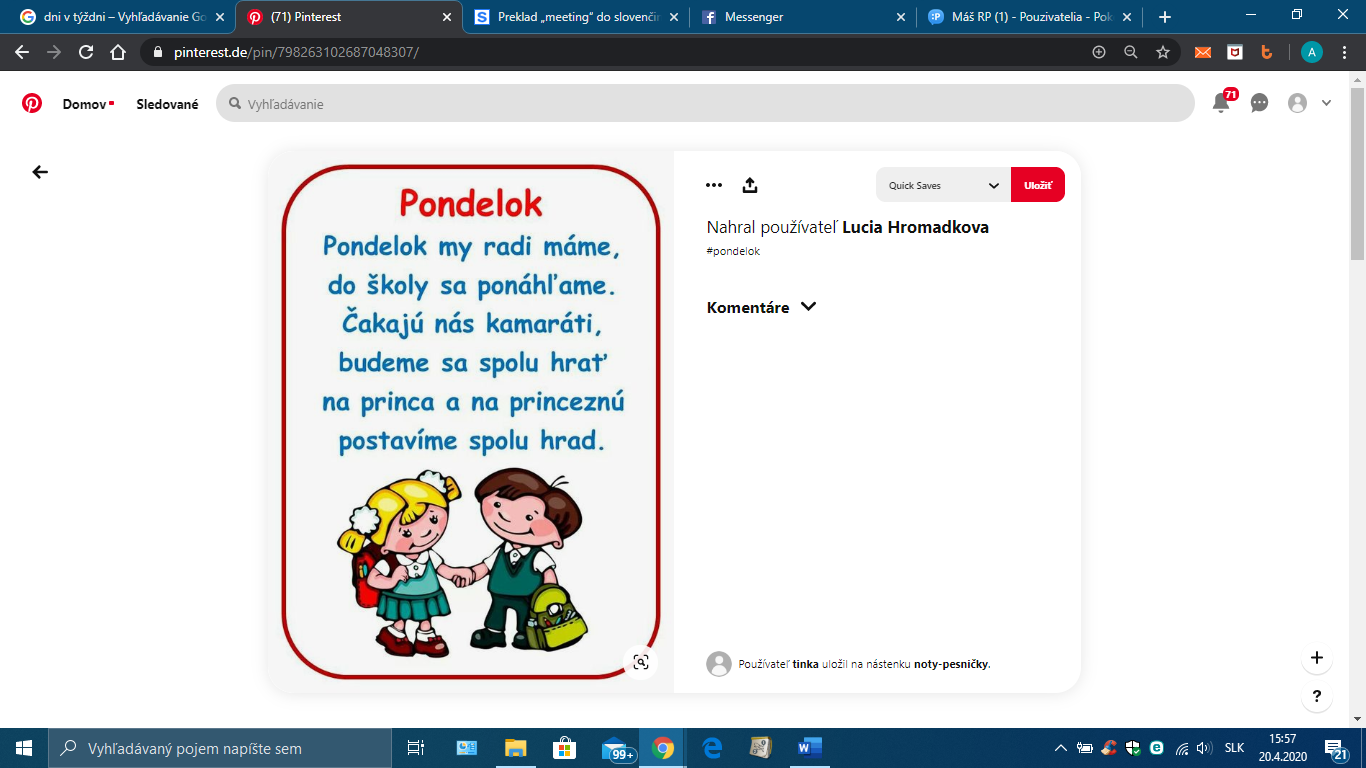 dni v týždni – Vyhľadávanie Go
(71) Pinterest
Preklad „meeting“ do slovenčin
Messenger
Máš RP (1) - Pouzivatelia - Pok
pinterest.de/pin/798263102687048307/
A
Domov
Sledované
Vyhľadávanie
71
Quick Saves
Uložiť
Nahral používateľ Lucia Hromadkova
#pondelok
Komentáre
Pondelok
Pondelok my radi máme,
do školy sa ponáhľame.
Čakajú nás kamaráti,
budeme sa spolu hrať
na princa a na princeznú
postavíme spolu hrad.
Používateľ tinka uložil na nástenku noty-pesničky.
+
?
Vyhľadávaný pojem napíšte sem
99+
SLK
15:57
20.4.2020
21